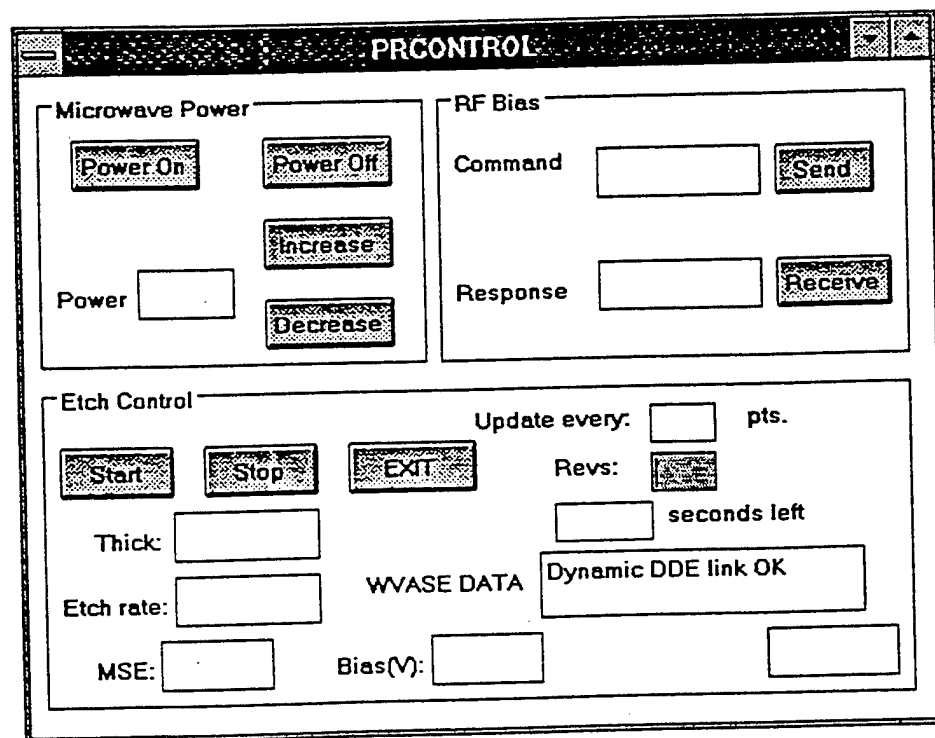 PRCONTROL
Microwave Power
Power On
Power Off
Increase
Power
Decrease
RF Bias
Command
Send
Response
Receive
Etch Control
Update every:
pts.
Start
Stop
EXIT
Revs:
seconds left
Thick:
WVASE DATA
Dynamic DDE link OK
Etch rate:
MSE:
Bias(V):